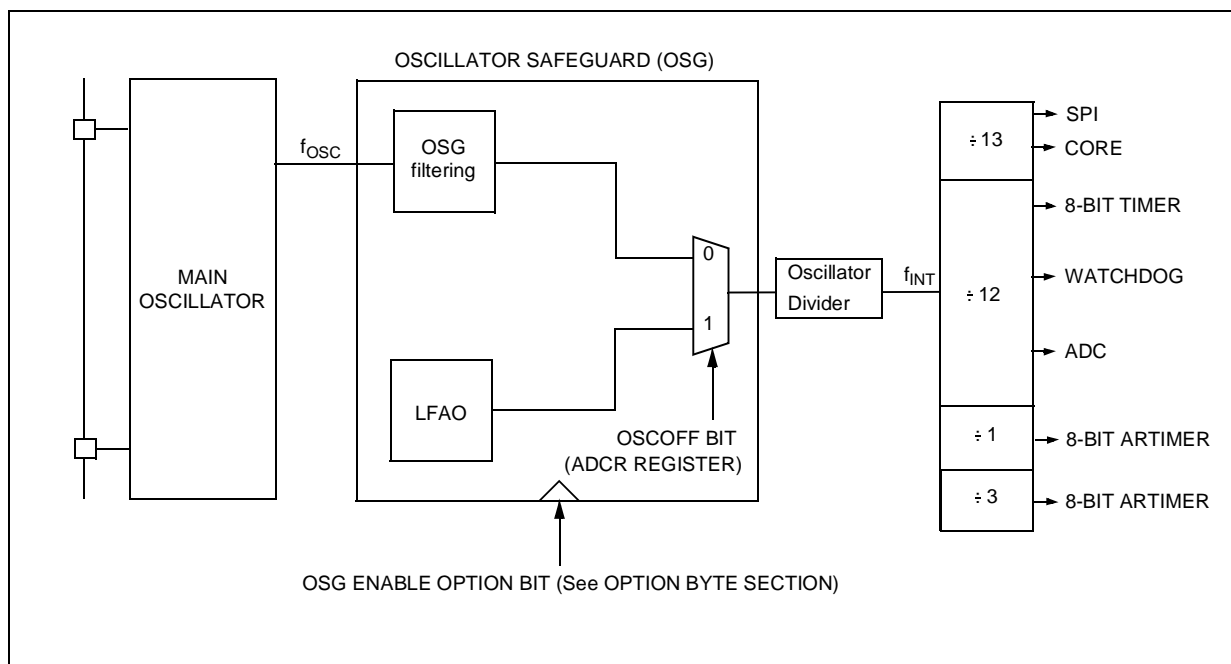 OSCILLATOR SAFEGUARD (OSG)
MAIN
OSCILLATOR
fOSC
OSG
filtering
LFAO
0
1
OSCOFF BIT
(ADCR REGISTER)
OSG ENABLE OPTION BIT (See OPTION BYTE SECTION)
Oscillator
Divider
fINT
÷ 13
÷ 12
÷ 1
÷ 3
SPI
CORE
8-BIT TIMER
WATCHDOG
ADC
8-BIT ARTIMER
8-BIT ARTIMER